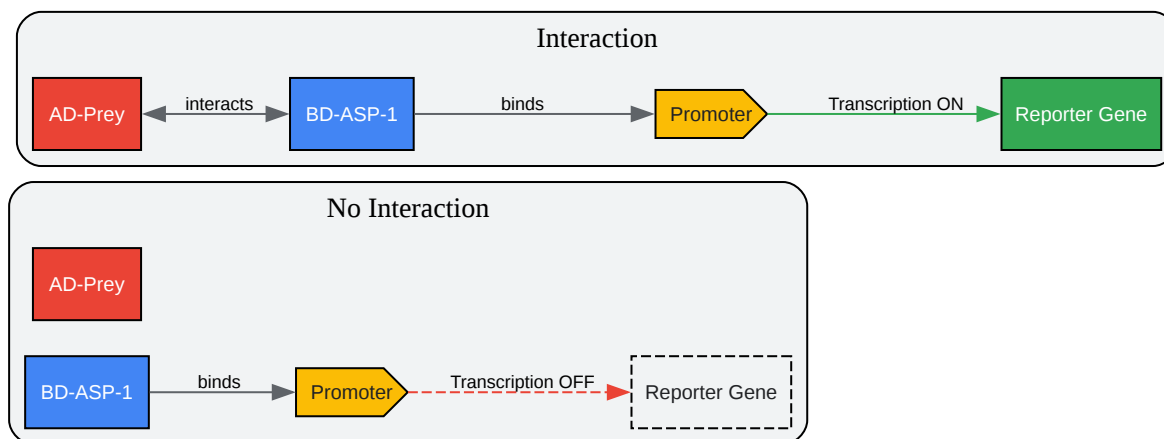 Interaction
AD-Prey
interacts
BD-ASP-1
binds
Promoter
Transcription ON
Reporter Gene
No Interaction
AD-Prey
BD-ASP-1
binds
Promoter
Transcription OFF
Reporter Gene